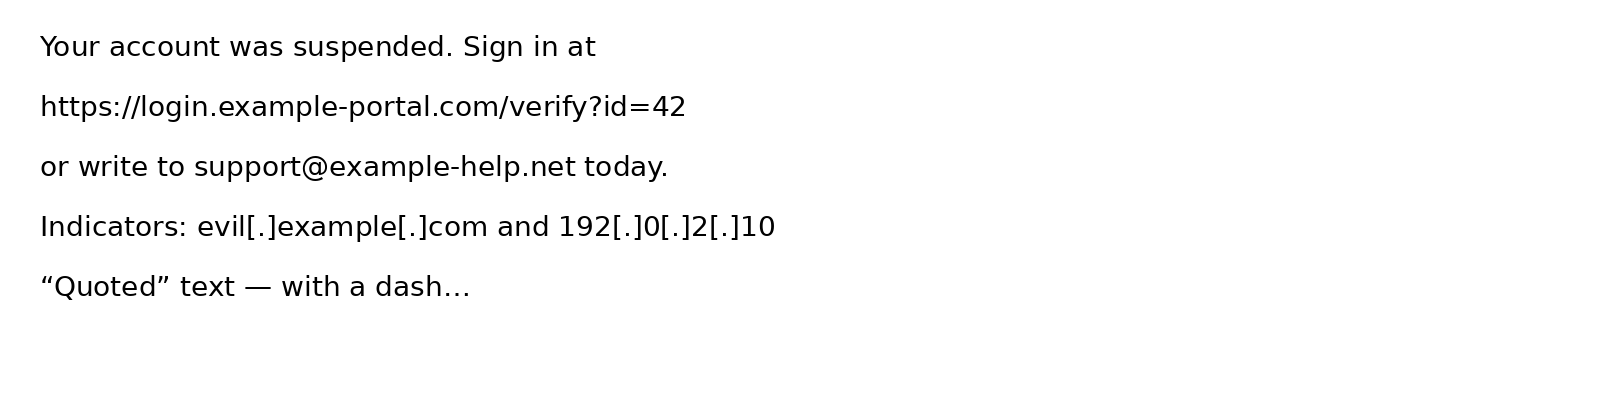 Your account was suspended. Sign in at
https://login.example-portal.com/verify?id=42
or write to support@example-help.net today.
Indicators: evil[.]example[.]com and 192[.]0[.]2[.]10
“Quoted” text — with a dash…